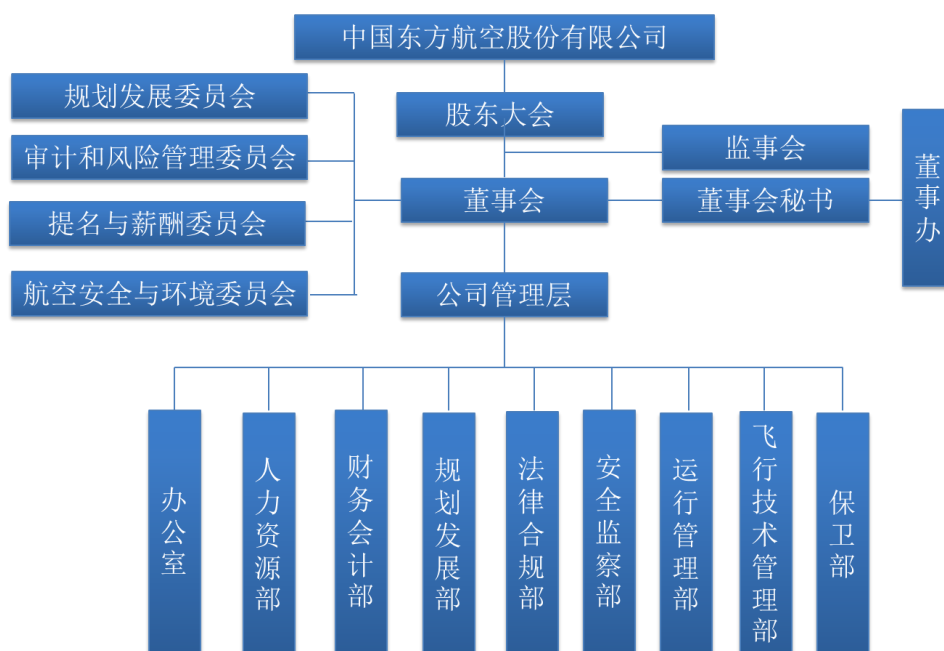 中国东方航空股份有限公司
规划发展委员会
股东大会
审计和风险管理委员会
监事会
提名与薪酬委员会
董事会
董事会秘书
董事办
航空安全与环境委员会
公司管理层
办公室
人力资源部
财务会计部
规划发展部
法律合规部
安全监察部
运行管理部
飞行技术管理部
保卫部